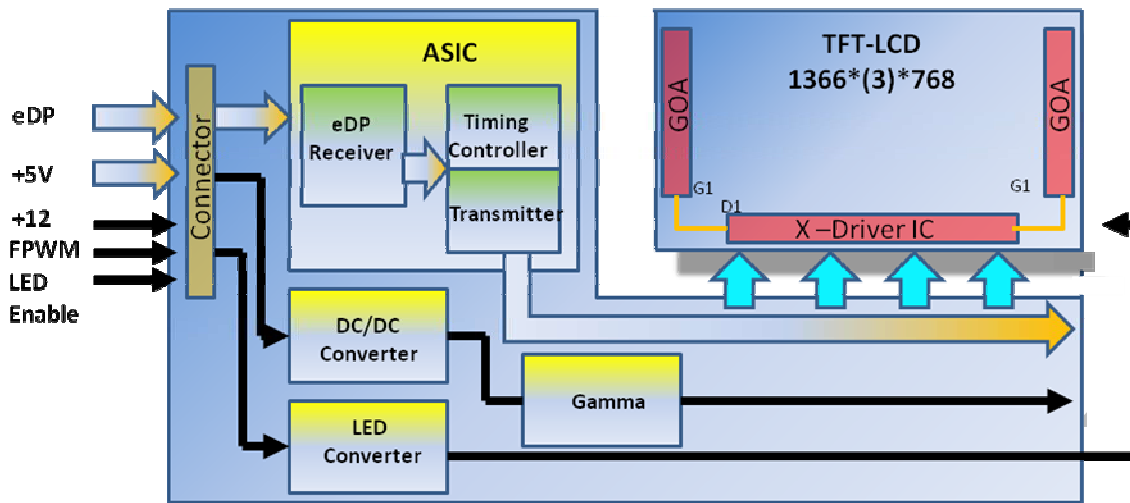 eDP
+5V
+12
FPWM
LED
Enable
Connector
ASIC
eDP
Receiver
Timing
Controller
Transmitter
DC/DC
Converter
LED
Converter
Gamma
TFT-LCD
1366*(3)*768
GOA
GOA
G1
G1
D1
X –Driver IC